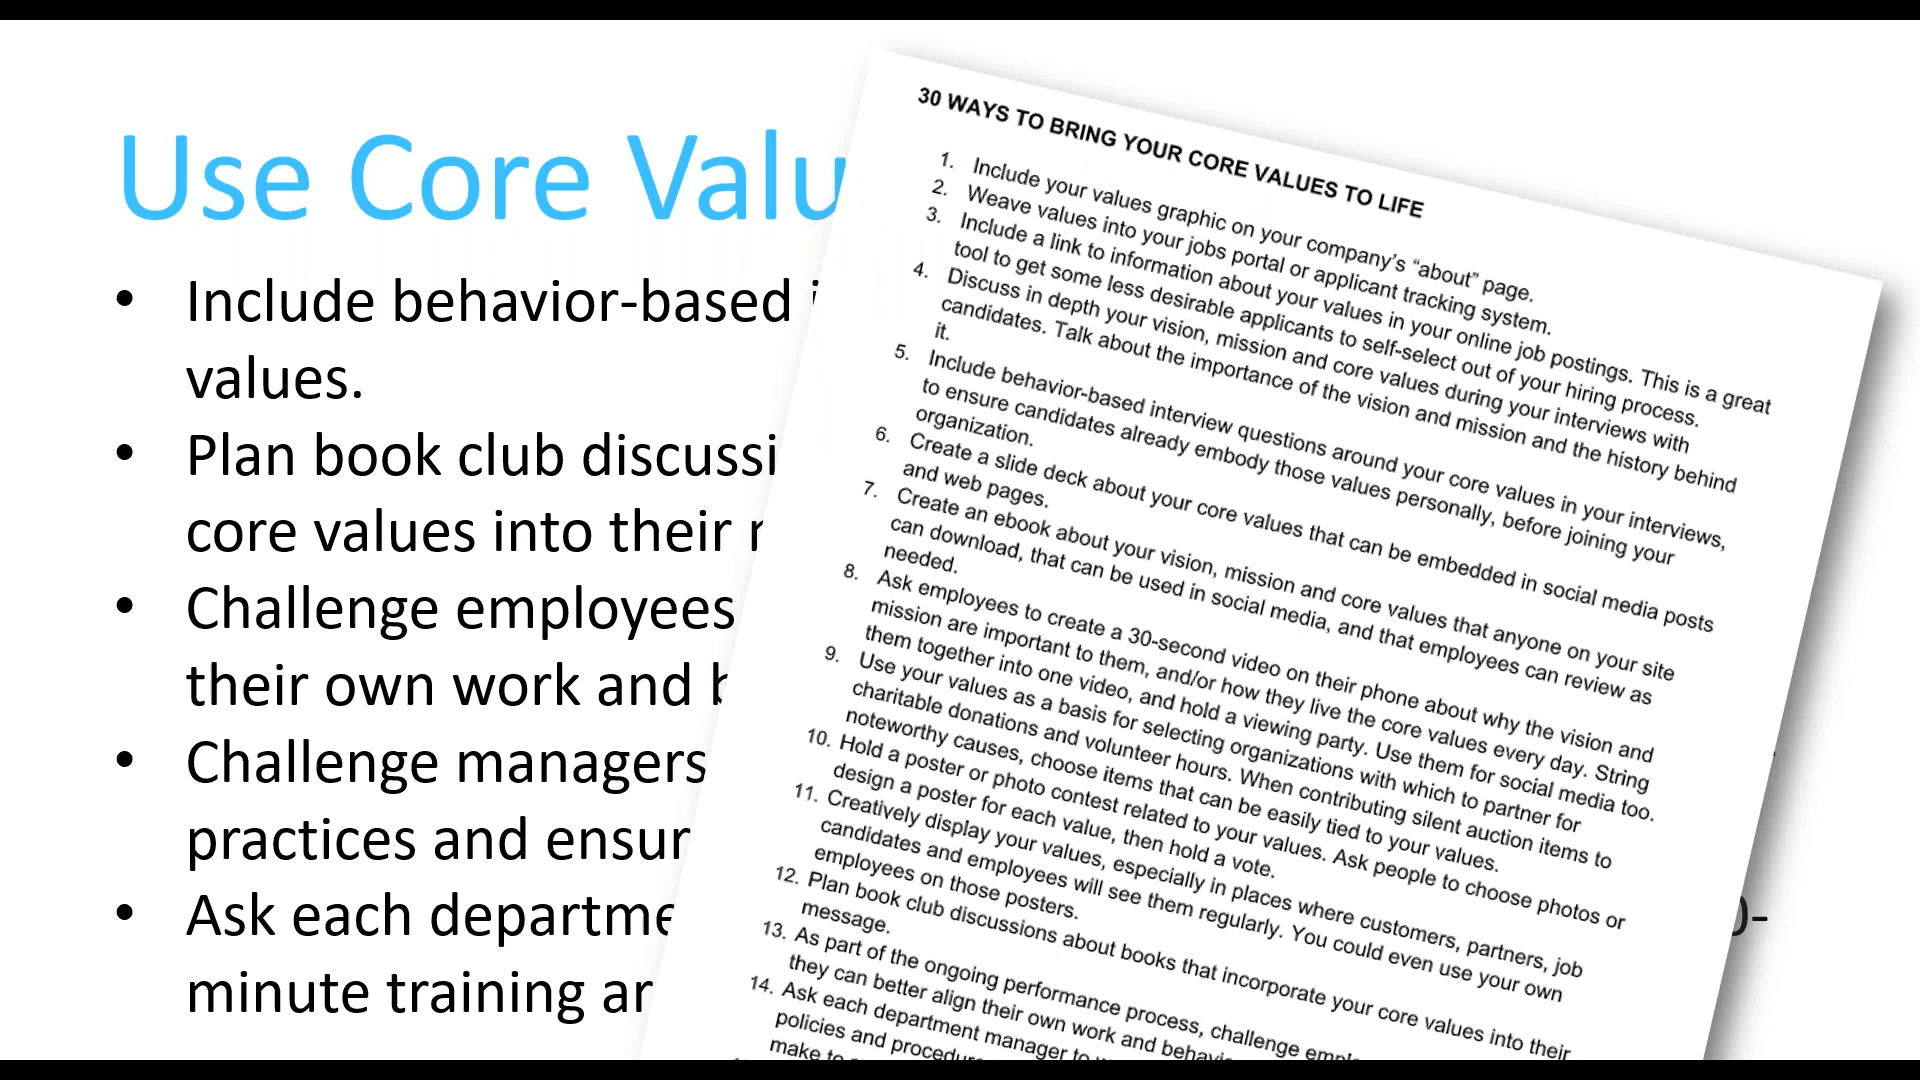 Use Core Valu
• Include behavior-based
values.
• Plan book club discussi
core values into their
• Challenge employees
their own work and
• Challenge managers
practices and ensur
• Ask each departme
0-
minute training ar
30 WAYS TO BRING YOUR CORE VALUES TO LIFE
1. Include your values graphic on your company's “about” page.
2. Weave values into your jobs portal or applicant tracking system.
3. Include a link to information about your values in your online job postings. This is a great
tool to get some less desirable applicants to self-select out of your hiring process.
4. Discuss in depth your vision, mission and core values during your interviews with
candidates. Talk about the importance of the vision and mission and the history behind
it.
5. Include behavior-based interview questions around your core values in your interviews,
to ensure candidates already embody those values personally, before joining your
organization.
6. Create a slide deck about your core values that can be embedded in social media posts
and web pages.
7. Create an ebook about your vision, mission and core values that anyone on your site
can download, that can be used in social media, and that employees can review as
needed.
8. Ask employees to create a 30-second video on their phone about why the vision and
mission are important to them, and/or how they live the core values every day. String
them together into one video, and hold a viewing party. Use them for social media too.
9. Use your values as a basis for selecting organizations with which to partner for
charitable donations and volunteer hours. When contributing silent auction items to
noteworthy causes, choose items that can be easily tied to your values.
10. Hold a poster or photo contest related to your values. Ask people to choose photos or
design a poster for each value, then hold a vote.
11. Creatively display your values, especially in places where customers, partners, job
candidates and employees will see them regularly. You could even use your own
employees on those posters.
12. Plan book club discussions about books that incorporate your core values into their
message.
13. As part of the ongoing performance process, challenge empl
they can better align their own work and behavi
14. Ask each department manager to
policies and procedur
make to